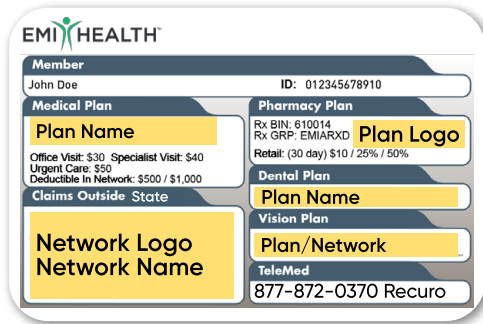 EMI HEALTH
Member
John Doe ID: 012345678910
Medical Plan
Plan Name
Office Visit: $30 Specialist Visit: $40
Urgent Care: $50
Deductible In Network: $500 / $1,000
Claims Outside State
Network Logo
Network Name
Pharmacy Plan
Rx BIN: 610014
Rx GRP: EMIARXD
Plan Logo
Retail: (30 day) $10 / 25% / 50%
Dental Plan
Plan Name
Vision Plan
Plan/Network
TeleMed
877-872-0370 Recuro